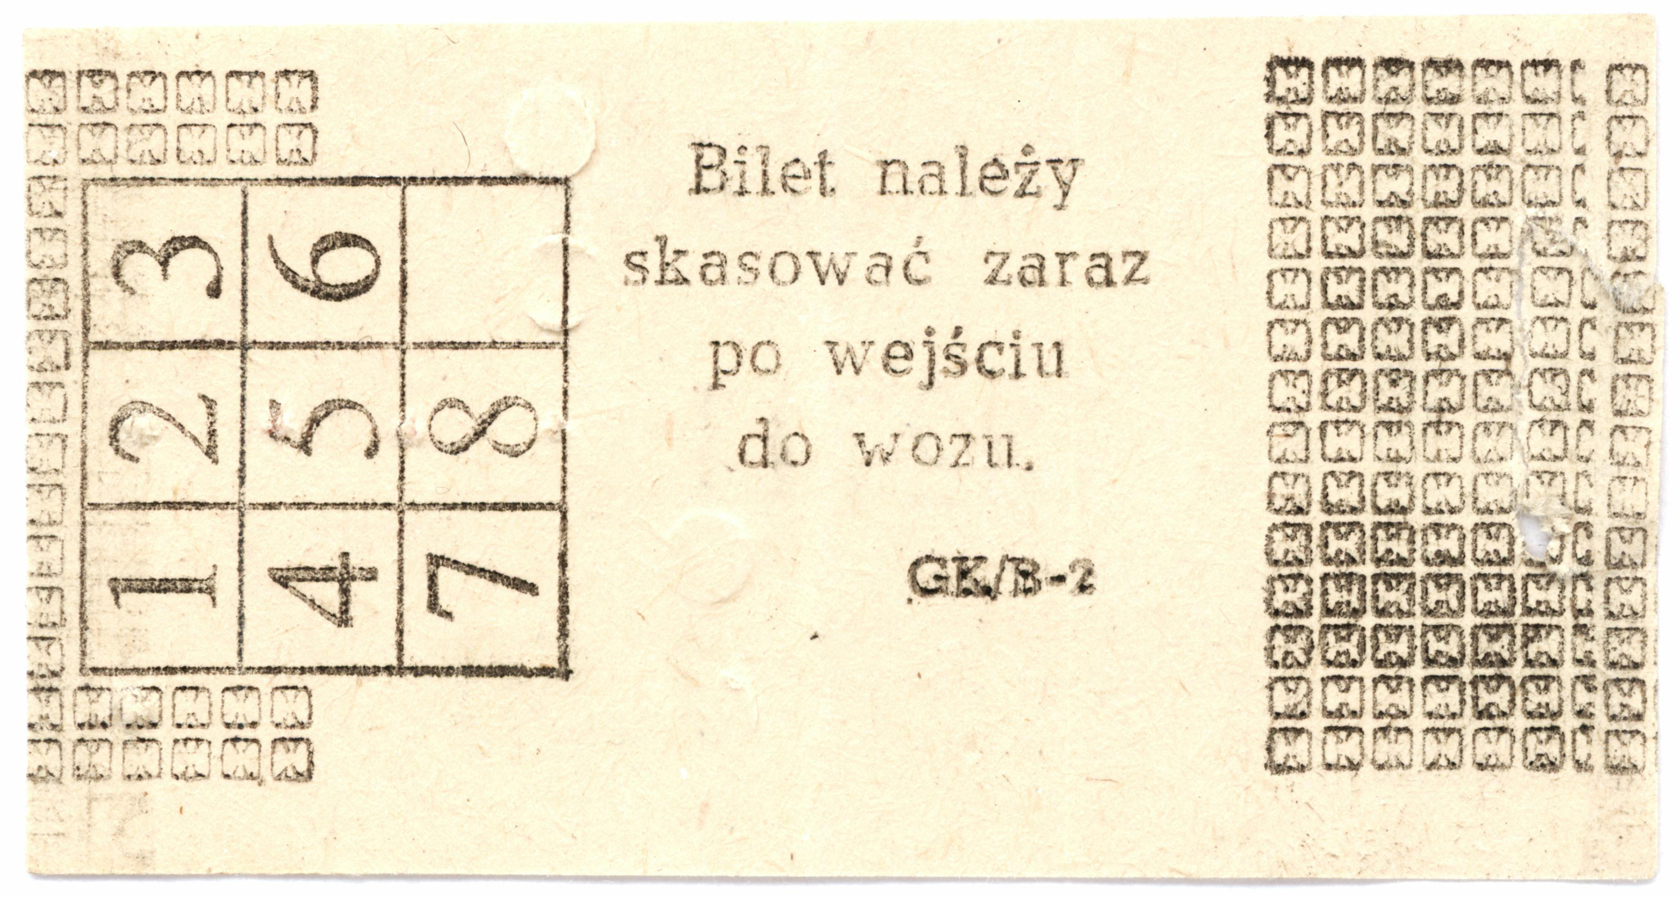 3 6
2 5 8
1 4 7
Bilet należy
skasować zaraz
po wejściu
do wozu.
GK/B-2